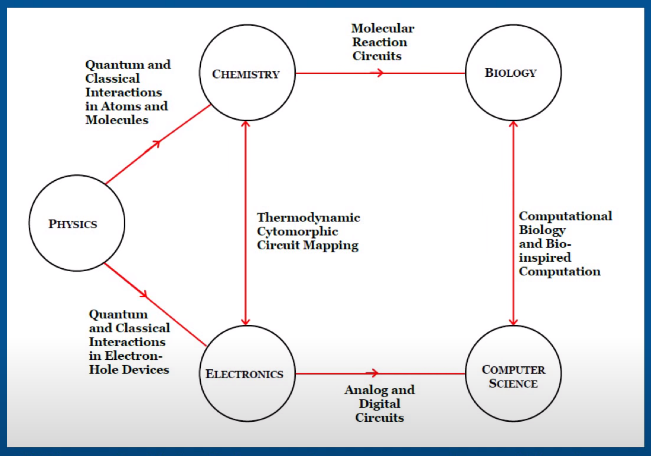 Molecular
Reaction
Circuits
Quantum and
Classical
Interactions
in Atoms and
Molecules
CHEMISTRY
BIOLOGY
PHYSICS
Thermodynamic
Cytomorphic
Circuit Mapping
Computational
Biology
and Bio-
inspired
Computation
Quantum
and Classical
Interactions
in Electron-
Hole Devices
ELECTRONICS
COMPUTER
SCIENCE
Analog and
Digital
Circuits